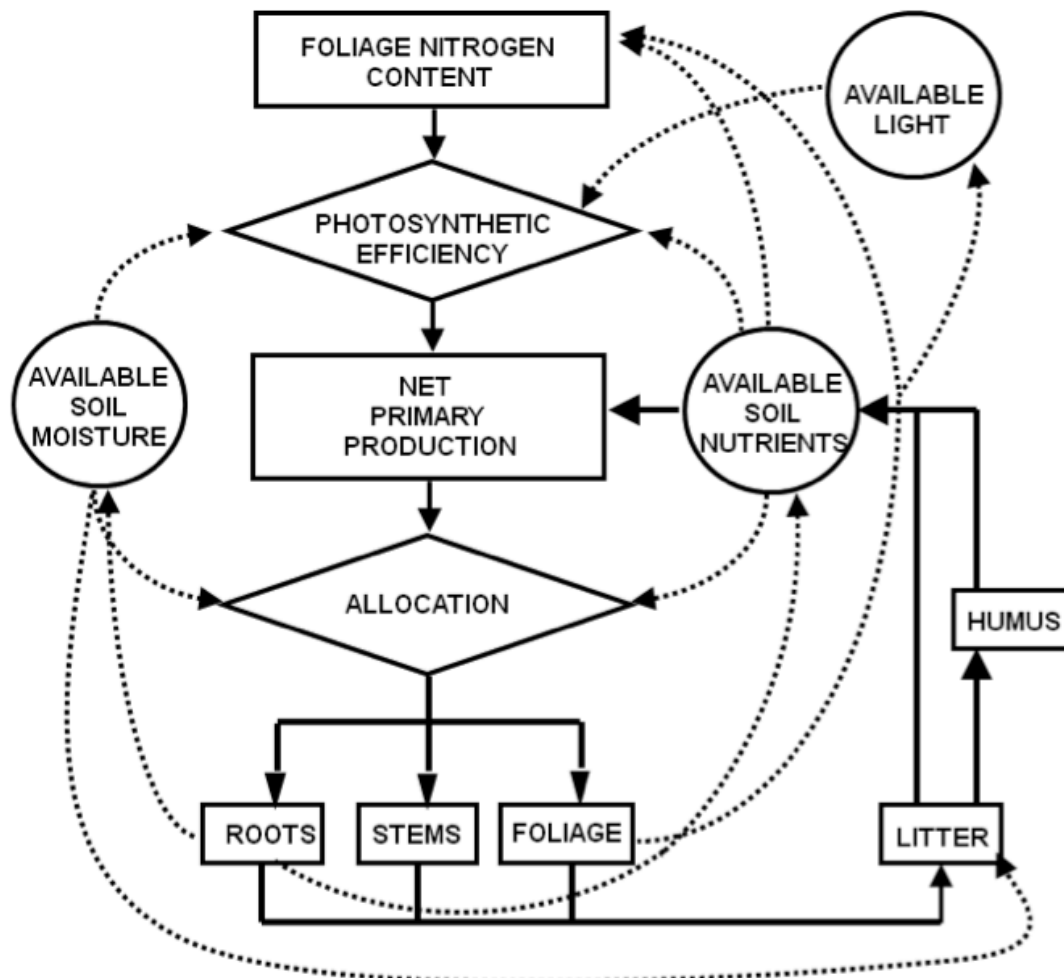 FOLIAGE NITROGEN
CONTENT
AVAILABLE
LIGHT
PHOTOSYNTHETIC
EFFICIENCY
AVAILABLE
SOIL
MOISTURE
NET
PRIMARY
PRODUCTION
AVAILABLE
SOIL
NUTRIENTS
ALLOCATION
HUMUS
ROOTS
STEMS
FOLIAGE
LITTER